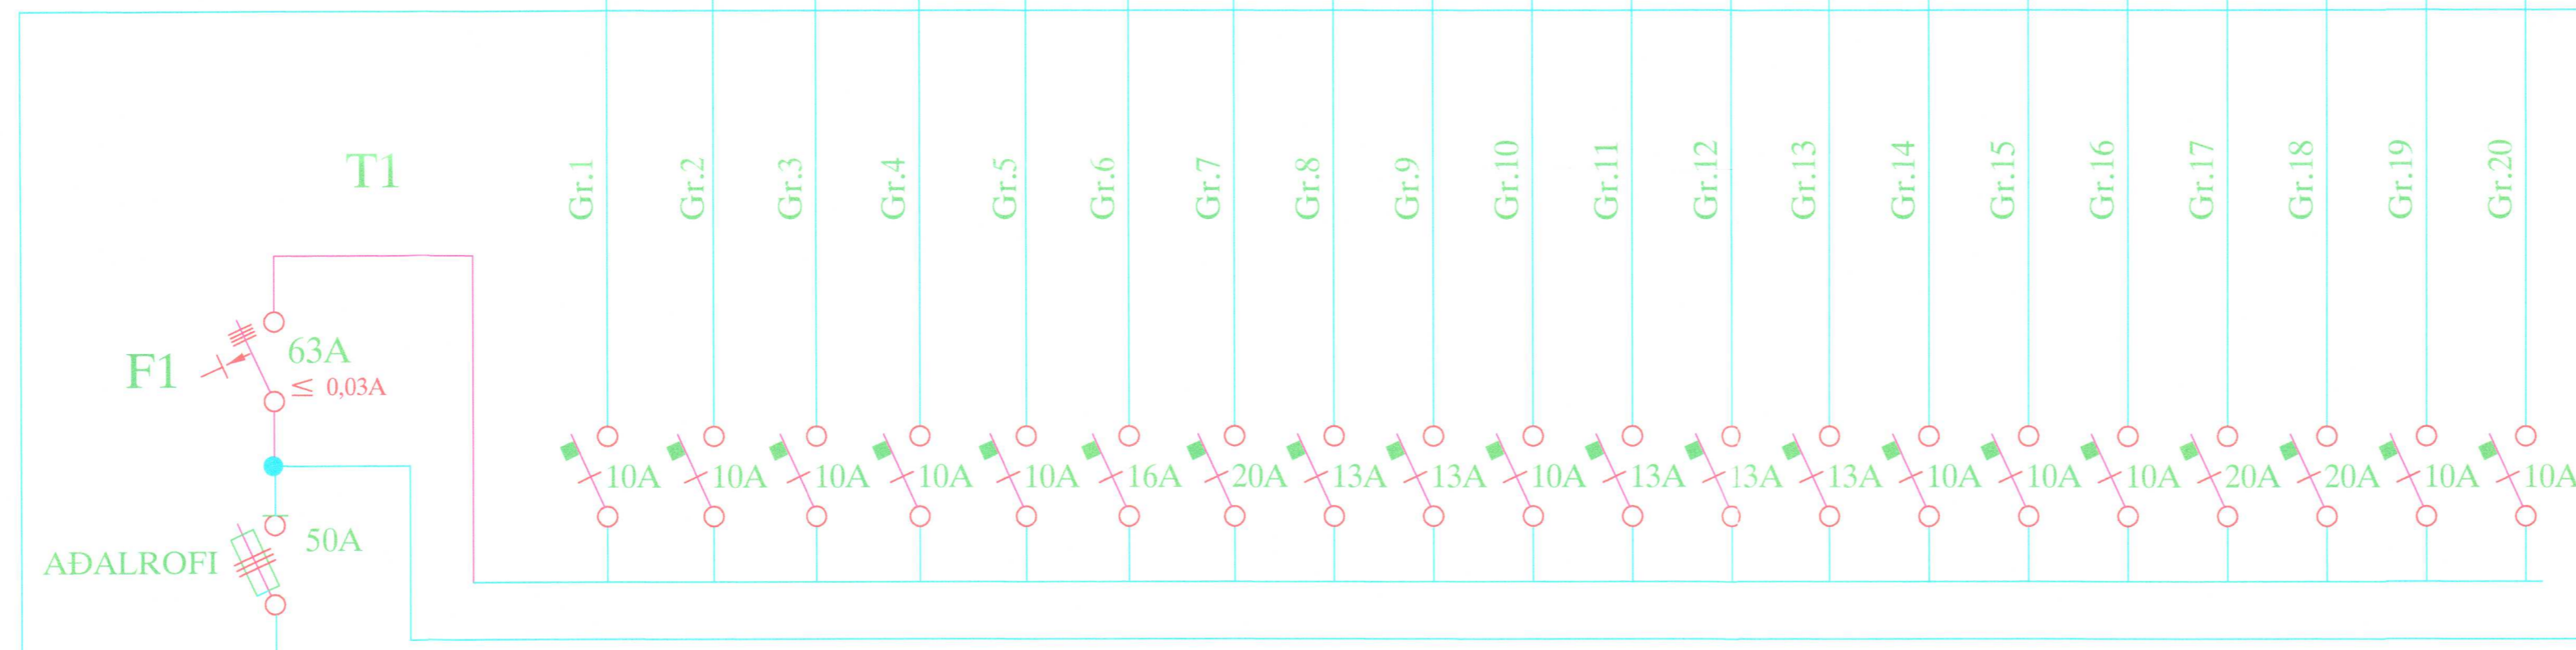 T1
Gr.1
Gr.2
Gr.3
Gr.4
Gr.5
Gr.6
Gr.7
Gr.8
Gr.9
Gr.10
Gr.11
Gr.12
Gr.13
Gr.14
Gr.15
Gr.16
Gr.17
Gr.18
Gr.19
Gr.20
F1
63A
≤ 0,03A
10A
10A
10A
10A
10A
16A
20A
13A
13A
10A
13A
13A
13A
10A
10A
10A
20A
20A
10A
10A
50A
AÐALROFI